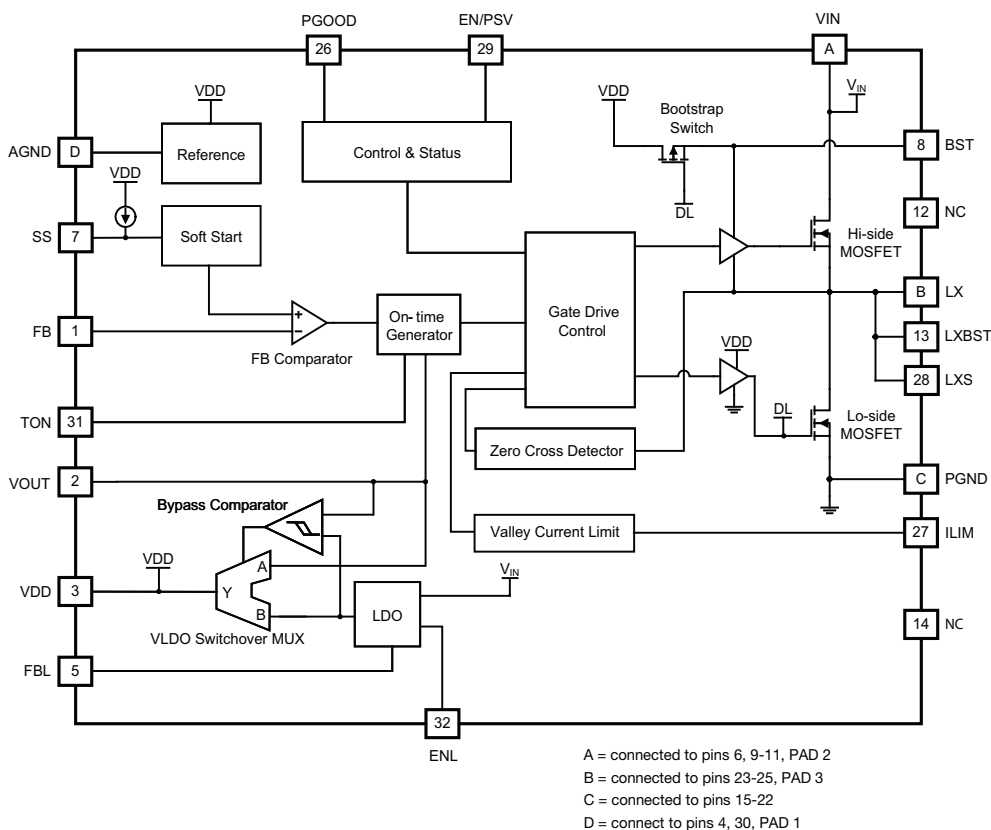 PGOOD
EN/PSV
VIN
26
29
A
VDD
VDD
Bootstrap
Switch
VIN
AGND
D
Reference
Control & Status
8
BST
VDD
DL
SS
7
Soft Start
12
NC
Hi-side
MOSFET
B
LX
FB
1
+
–
FB Comparator
On-time
Generator
Gate Drive
Control
13
LXBST
VDD
28
LXS
TON
31
DL
Lo-side
MOSFET
Zero Cross Detector
VOUT
2
C
PGND
Bypass Comparator
Valley Current Limit
27
ILIM
VDD
A
VIN
VDD
3
Y
B
LDO
14
NC
VLDO Switchover MUX
FBL
5
32
ENL
A = connected to pins 6, 9-11, PAD 2
B = connected to pins 23-25, PAD 3
C = connected to pins 15-22
D = connect to pins 4, 30, PAD 1